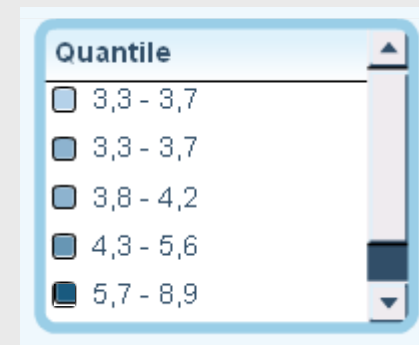 Quantile
3,3 - 3,7
3,3 - 3,7
3,8 - 4,2
4,3 - 5,6
5,7 - 8,9